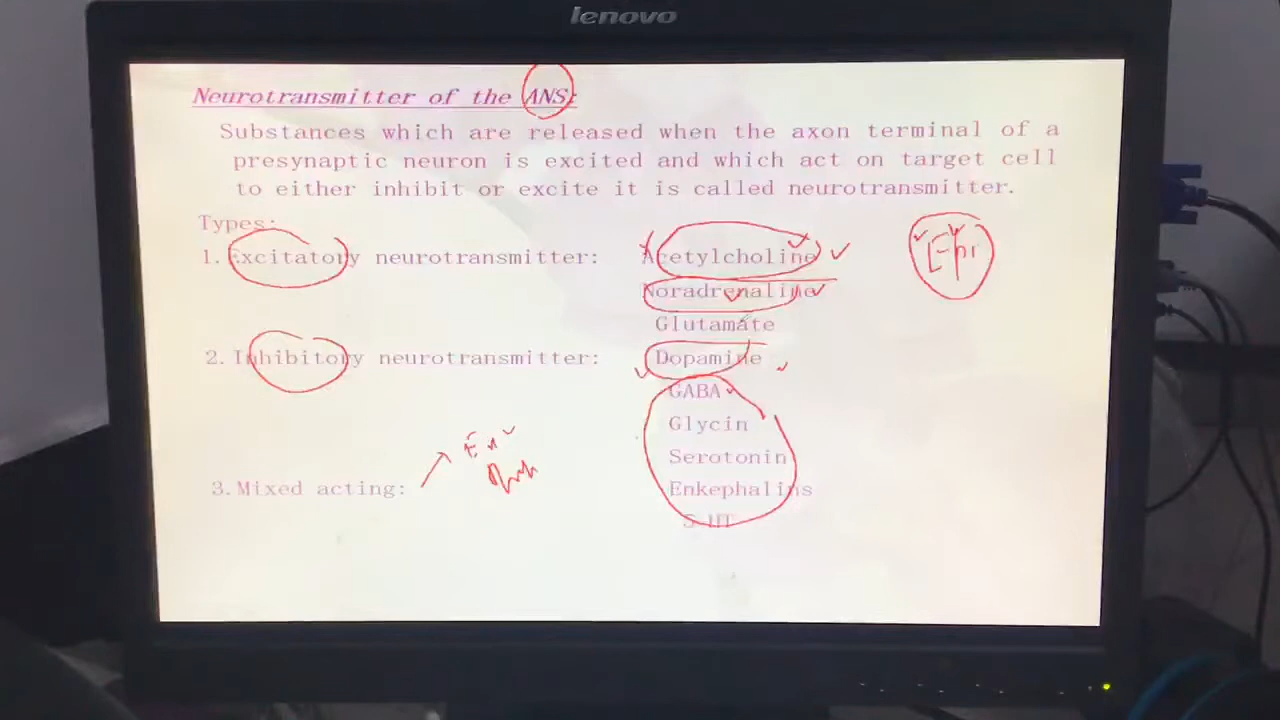 lenovo
Neurotransmitter of the ANS:
Substances which are released when the axon terminal of a
presynaptic neuron is excited and which act on target cell
to either inhibit or excite it is called neurotransmitter.
Types:
1. Excitatory neurotransmitter: Acetylcholine
Noradrenaline
Glutamate
2. Inhibitory neurotransmitter: Dopamine
GABA
Glycin
Serotonin
3. Mixed acting: Enkephalins
5-HT